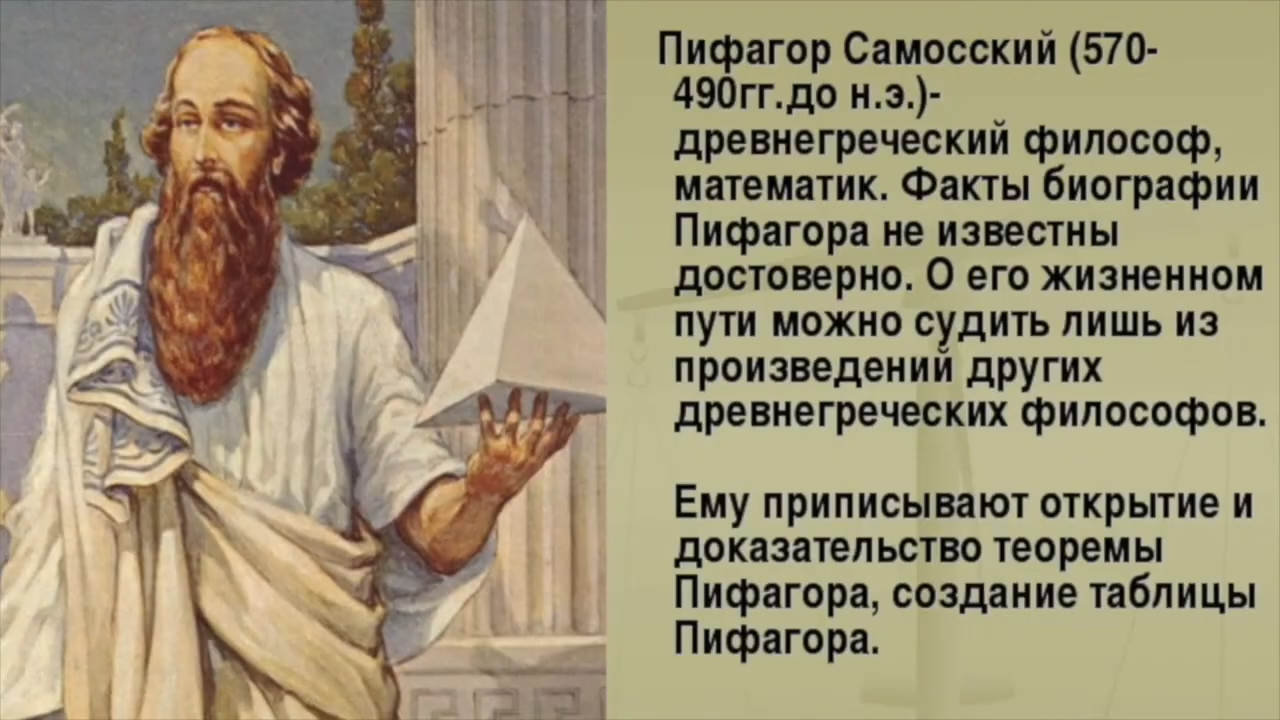 Пифагор Самосский (570-
490гг.до н.э.)-
древнегреческий философ,
математик. Факты биографии
Пифагора не известны
достоверно. О его жизненном
пути можно судить лишь из
произведений других
древнегреческих философов.
Ему приписывают открытие и
доказательство теоремы
Пифагора, создание таблицы
Пифагора.